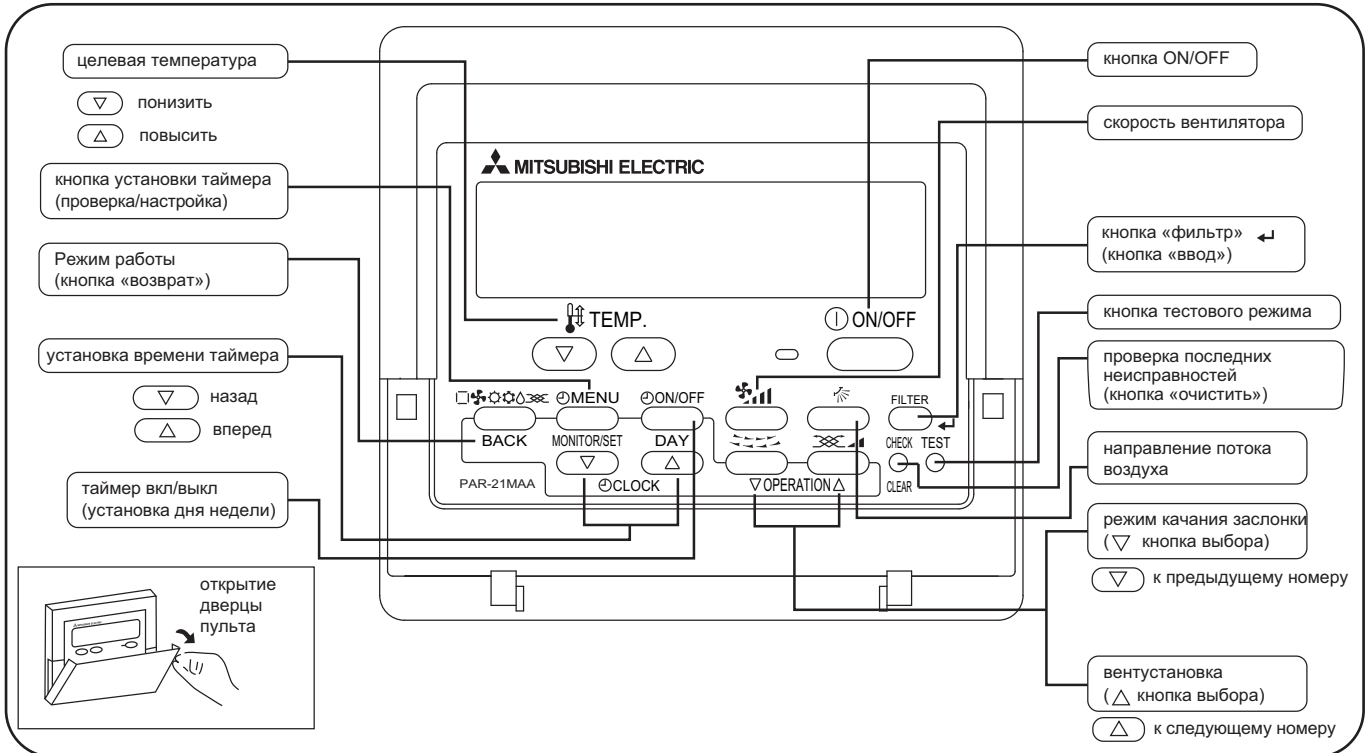 целевая температура
▽ понизить
△ повысить
кнопка установки таймера
(проверка/настройка)
Режим работы
(кнопка «возврат»)
установка времени таймера
▽ назад
△ вперед
таймер вкл/выкл
(установка дня недели)
открытие
дверцы
пульта
MITSUBISHI ELECTRIC
TEMP.
ON/OFF
▽ △
MENU
ON/OFF
FILTER
BACK
MONITOR/SET
DAY
CHECK TEST
▽ △
PAR-21MAA
CLOCK
▽ OPERATION △
CLEAR
кнопка ON/OFF
скорость вентилятора
кнопка «фильтр» ↵
(кнопка «ввод»)
кнопка тестового режима
проверка последних
неисправностей
(кнопка «очистить»)
направление потока
воздуха
режим качания заслонки
(▽ кнопка выбора)
▽ к предыдущему номеру
вентустановка
(△ кнопка выбора)
△ к следующему номеру